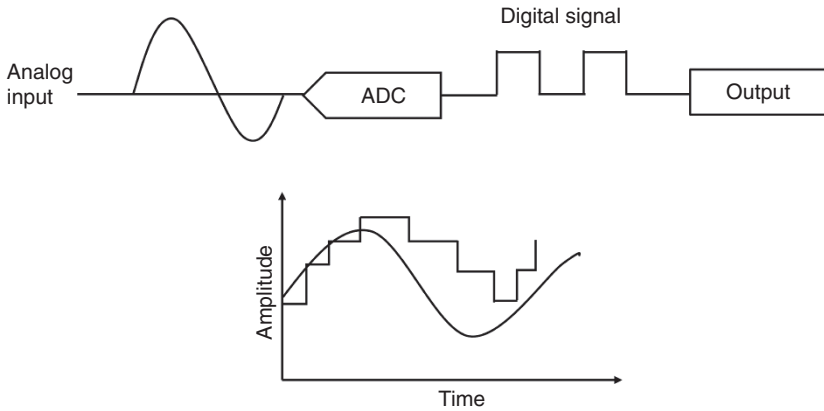 Digital signal
Analog
input
ADC
Output
Amplitude
Time